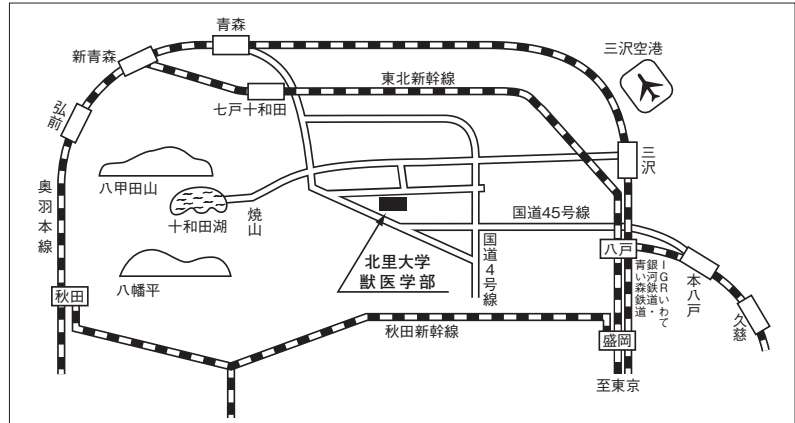 青森
新青森
三沢空港
東北新幹線
七戸十和田
弘前
三沢
八甲田山
奥羽本線
十和田湖
焼山
国道45号線
国道4号線
北里大学
獣医学部
八戸
IGRいわて
銀河鉄道・
青い森鉄道
本八戸
久慈
八幡平
秋田
秋田新幹線
盛岡
至東京